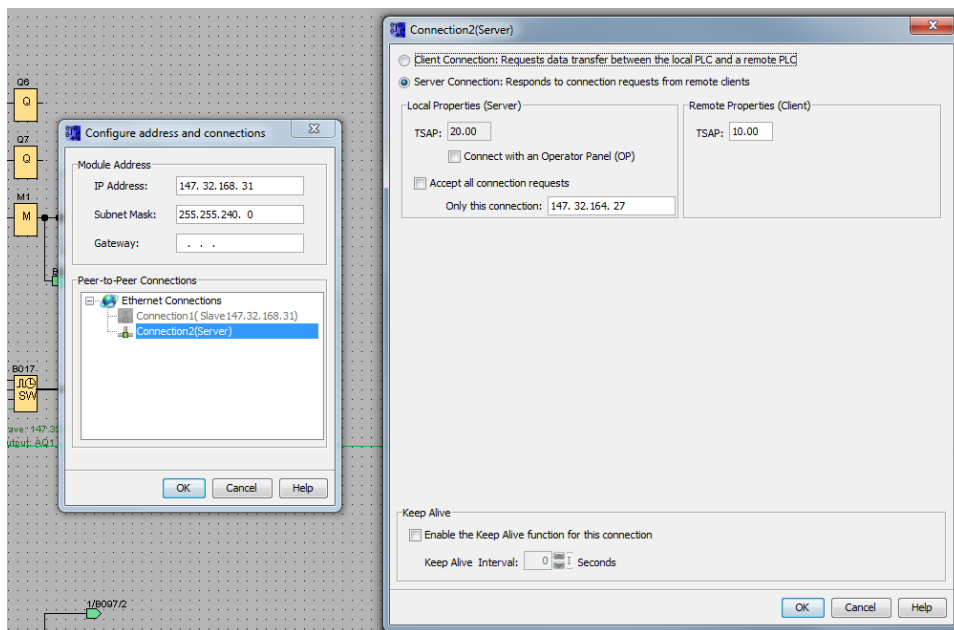 Q6
Q
Q7
Q
M1
M
B017
SW
ave: 147.3
utput: AQ1
1/B097/2
Configure address and connections
Module Address
IP Address: 147. 32.168. 31
Subnet Mask: 255.255.240. 0
Gateway: . . .
Peer-to-Peer Connections
Ethernet Connections
Connection1( Slave147.32.168.31)
Connection2(Server)
OK Cancel Help
Connection2(Server)
Client Connection: Requests data transfer between the local PLC and a remote PLC
Server Connection: Responds to connection requests from remote clients
Local Properties (Server)
TSAP: 20.00
Connect with an Operator Panel (OP)
Accept all connection requests
Only this connection: 147. 32.164. 27
Remote Properties (Client)
TSAP: 10.00
Keep Alive
Enable the Keep Alive function for this connection
Keep Alive Interval: 0 Seconds
OK Cancel Help